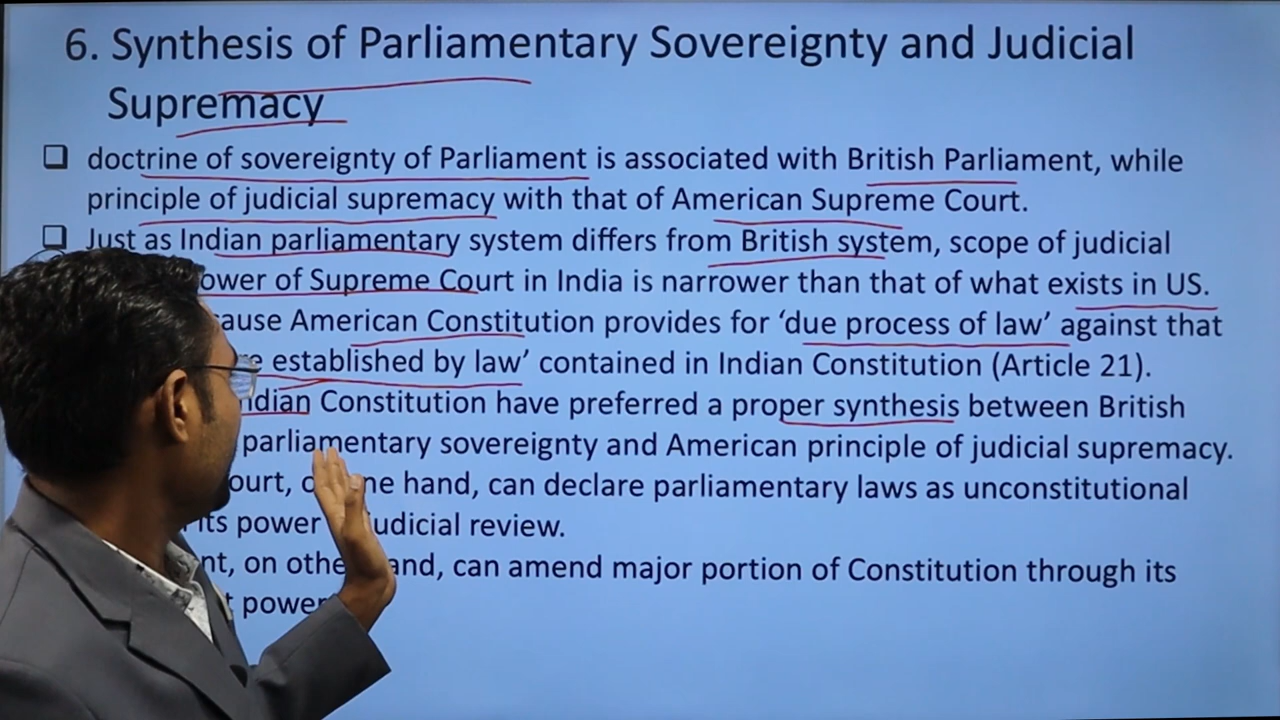 6. Synthesis of Parliamentary Sovereignty and Judicial
Supremacy
doctrine of sovereignty of Parliament is associated with British Parliament, while
principle of judicial supremacy with that of American Supreme Court.
Just as Indian parliamentary system differs from British system, scope of judicial
of Supreme Court in India is narrower than that of what exists in US.
American Constitution provides for ‘due process of law’ against that
established by law’ contained in Indian Constitution (Article 21).
Constitution have preferred a proper synthesis between British
parliamentary sovereignty and American principle of judicial supremacy.
hand, can declare parliamentary laws as unconstitutional
its power judicial review.
on can amend major portion of Constitution through its
power